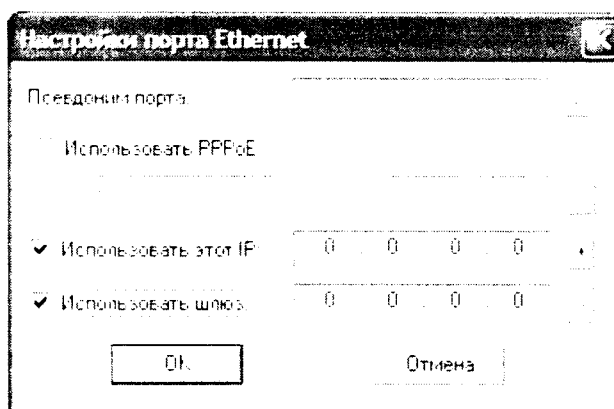 Настройки порта Ethernet
Псевдоним порта:
Использовать PPPoE
Использовать этот IP: 0 . 0 . 0 . 0
Использовать шлюз: 0 . 0 . 0 . 0
OK Отмена